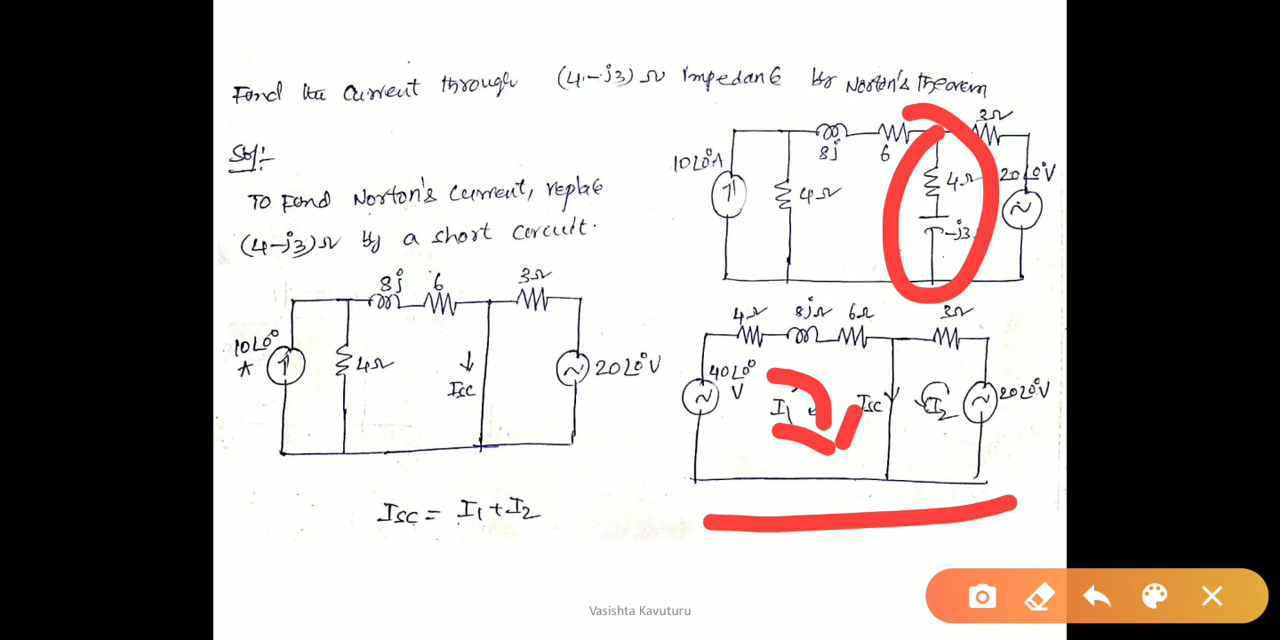 Find the Current through (4-j3)Ω Impedance by Norton's theorem
Sol:
To Find Norton's Current, replace
(4-j3)Ω by a short circuit.
10∠0°A
4Ω
8j
6
3Ω
4Ω
-j3
20∠0°V
10∠0°
A
4Ω
8j
6
3Ω
Isc
20∠0°V
Isc = I1 + I2
4Ω
8jΩ
6Ω
3Ω
40∠0°
V
I1
Isc
I2
20∠0°V
Vasishta Kavuturu